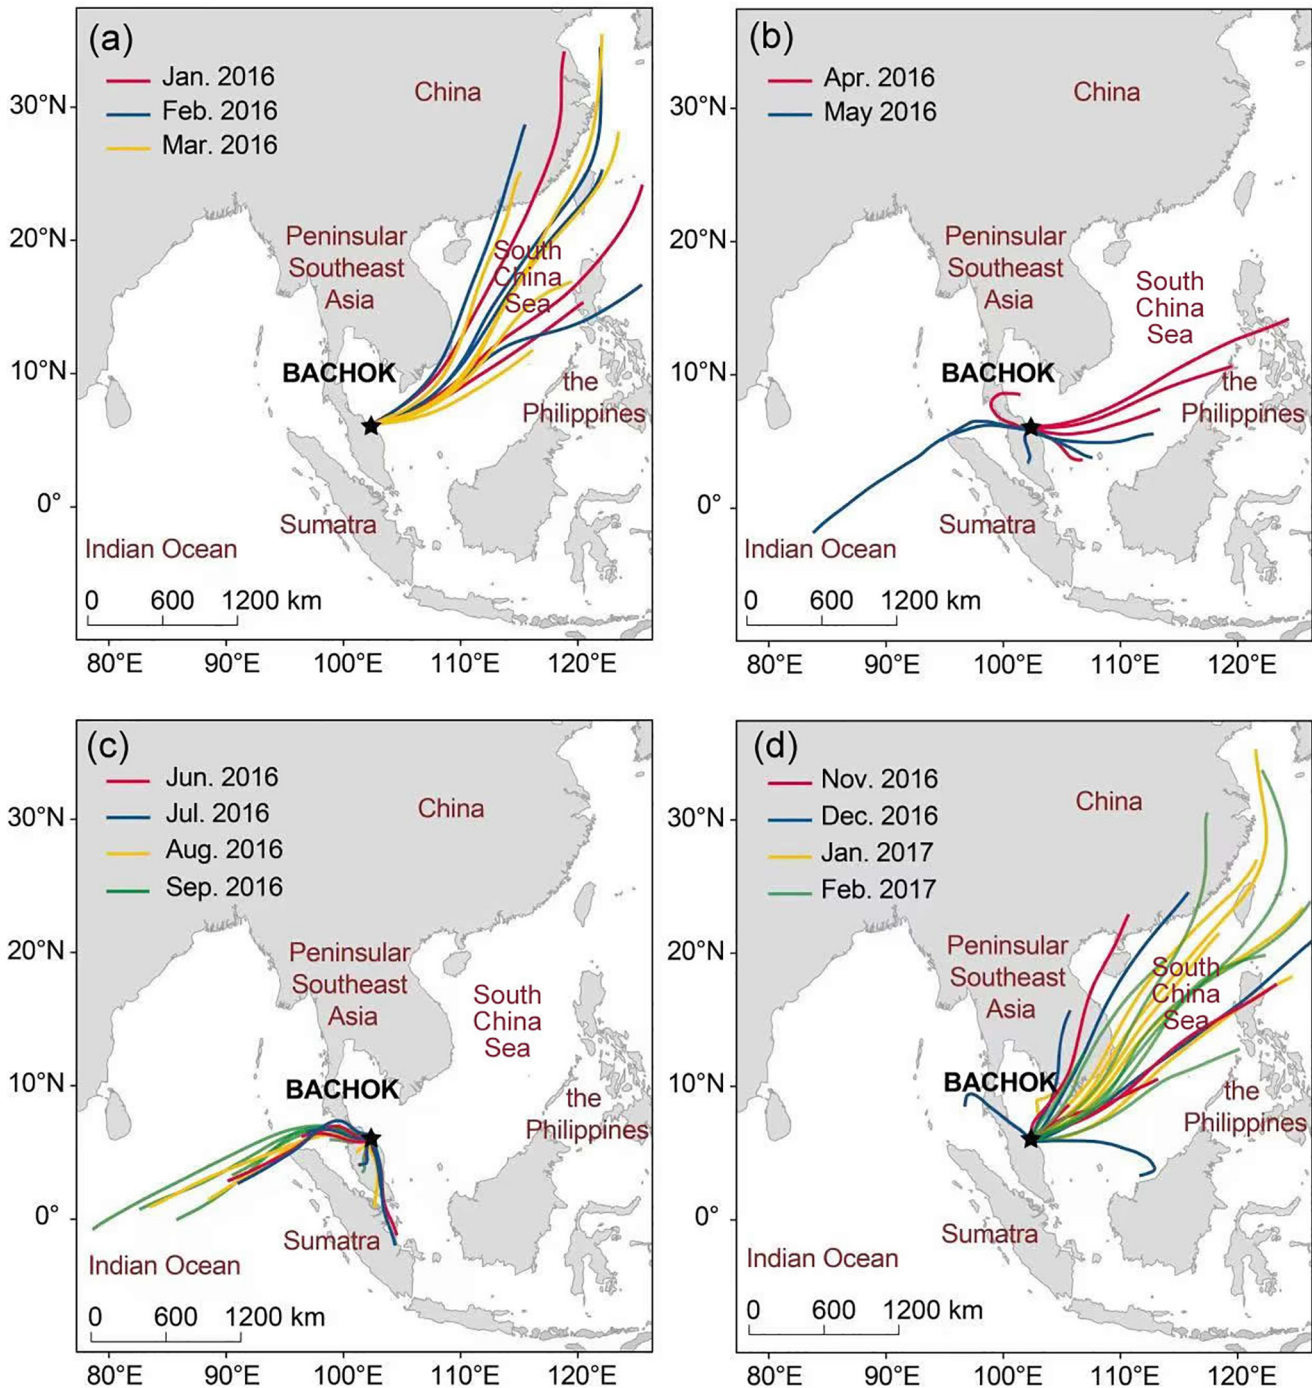 (a)
Jan. 2016
Feb. 2016
Mar. 2016
China
Peninsular
Southeast
Asia
South
China
Sea
BACHOK
the
Philippines
Sumatra
Indian Ocean
0 600 1200 km
30°N
20°N
10°N
0°
80°E 90°E 100°E 110°E 120°E
(b)
Apr. 2016
May 2016
China
Peninsular
Southeast
Asia
South
China
Sea
BACHOK
the
Philippines
Sumatra
Indian Ocean
0 600 1200 km
30°N
20°N
10°N
0°
80°E 90°E 100°E 110°E 120°E
(c)
Jun. 2016
Jul. 2016
Aug. 2016
Sep. 2016
China
Peninsular
Southeast
Asia
South
China
Sea
BACHOK
the
Philippines
Sumatra
Indian Ocean
0 600 1200 km
30°N
20°N
10°N
0°
80°E 90°E 100°E 110°E 120°E
(d)
Nov. 2016
Dec. 2016
Jan. 2017
Feb. 2017
China
Peninsular
Southeast
Asia
South
China
Sea
BACHOK
the
Philippines
Sumatra
Indian Ocean
0 600 1200 km
30°N
20°N
10°N
0°
80°E 90°E 100°E 110°E 120°E